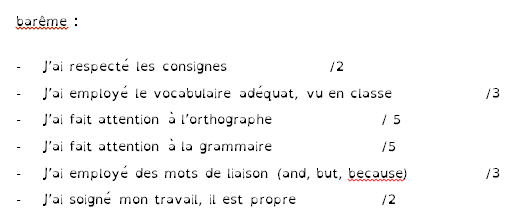 barême :
- J'ai respecté les consignes /2
- J'ai employé le vocabulaire adéquat, vu en classe /3
- J'ai fait attention à l'orthographe / 5
- J'ai fait attention à la grammaire /5
- J'ai employé des mots de liaison (and, but, because) /3
- J'ai soigné mon travail, il est propre /2